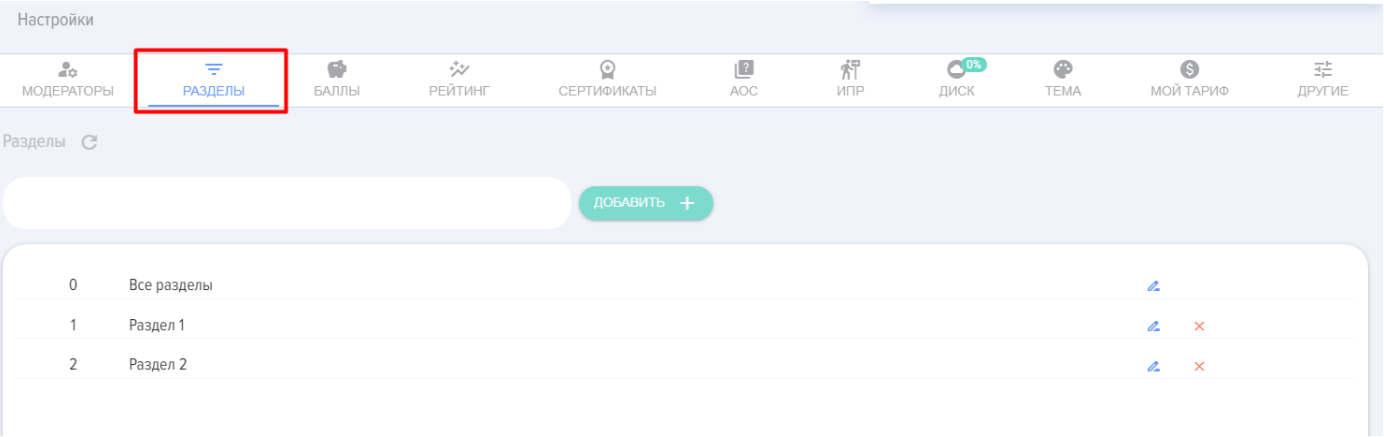 Настройки
МОДЕРАТОРЫ РАЗДЕЛЫ БАЛЛЫ РЕЙТИНГ СЕРТИФИКАТЫ АОС ИПР 0% ДИСК ТЕМА МОЙ ТАРИФ ДРУГИЕ
Разделы
ДОБАВИТЬ +
0 Все разделы
1 Раздел 1
2 Раздел 2